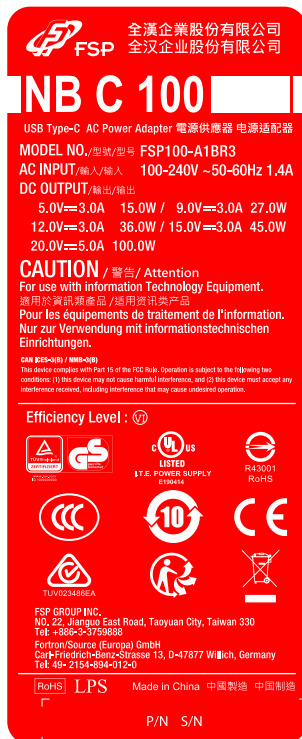 FSP 全漢企業股份有限公司
全汉企业股份有限公司
NB C 100
USB Type-C AC Power Adapter 電源供應器 电源适配器
MODEL NO./型號/型号 FSP100-A1BR3
AC INPUT/輸入/输入 100-240V ~50-60Hz 1.4A
DC OUTPUT/輸出/输出
5.0V⎓3.0A 15.0W / 9.0V⎓3.0A 27.0W
12.0V⎓3.0A 36.0W / 15.0V⎓3.0A 45.0W
20.0V⎓5.0A 100.0W
CAUTION / 警告/ Attention
For use with information Technology Equipment.
適用於資訊類產品 /适用资讯类产品
Pour les équipements de traitement de l'information.
Nur zur Verwendung mit informationstechnischen
Einrichtungen.
CAN ICES-3(B) / NMB-3(B)
This device complies with Part 15 of the FCC Rule. Operation is subject to the following two
conditions: (1) this device may not cause harmful interference, and (2) this device must accept any
interference received, including interference that may cause undesired operation.
Efficiency Level : VI
ZERTIFIZIERT
GS
C UL US
LISTED
I.T.E. POWER SUPPLY
E190414
R43001
RoHS
CCC
10
CE
TUV023486EA
FSP GROUP INC.
NO. 22, Jianguo East Road, Taoyuan City, Taiwan 330
Tel: +886-3-3759888
Fortron/Source (Europa) GmbH
Carl-Friedrich-Benz-Strasse 13, D-47877 Willich, Germany
Tel: 49- 2154-894-012-0
RoHS LPS Made in China 中國製造 中国制造
P/N S/N